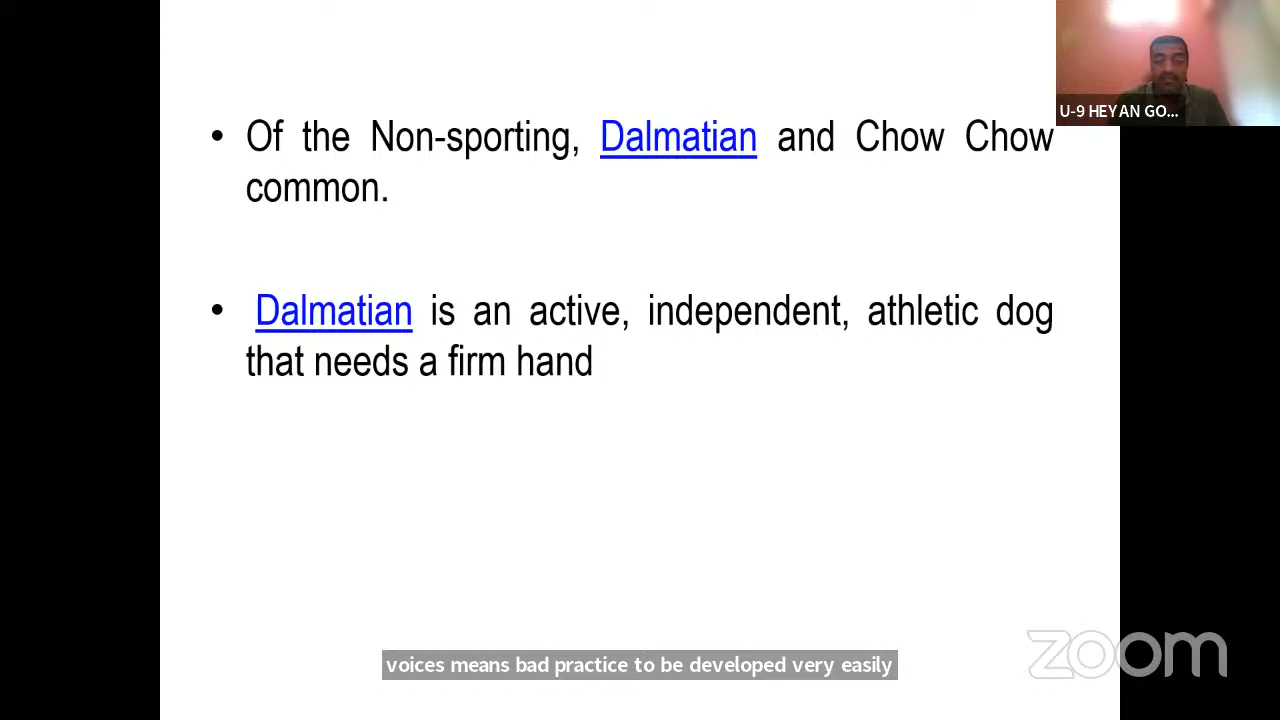 • Of the Non-sporting, Dalmatian and Chow Chow
common.
• Dalmatian is an active, independent, athletic dog
that needs a firm hand
U-9 HEYAN GO...
voices means bad practice to be developed very easily
zoom